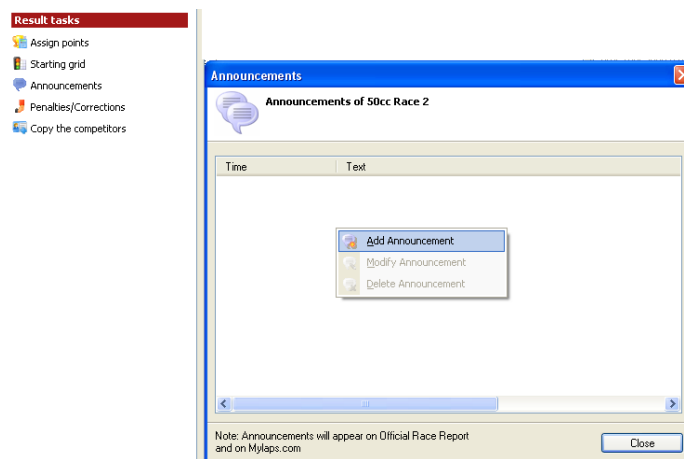 Result tasks
Assign points
Starting grid
Announcements
Penalties/Corrections
Copy the competitors
Announcements
Announcements of 50cc Race 2
Time Text
Add Announcement
Modify Announcement
Delete Announcement
Note: Announcements will appear on Official Race Report
and on Mylaps.com
Close